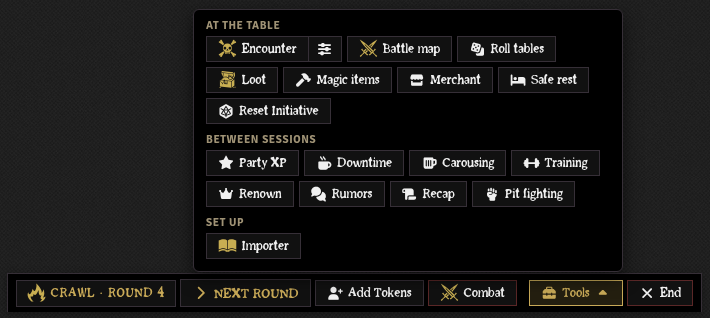 AT THE TABLE
Encounter Battle map Roll tables
Loot Magic items Merchant Safe rest
Reset Initiative
BETWEEN SESSIONS
Party XP Downtime Carousing Training
Renown Rumors Recap Pit fighting
SET UP
Importer
CRAWL · ROUND 4 NEXT ROUND Add Tokens Combat Tools End